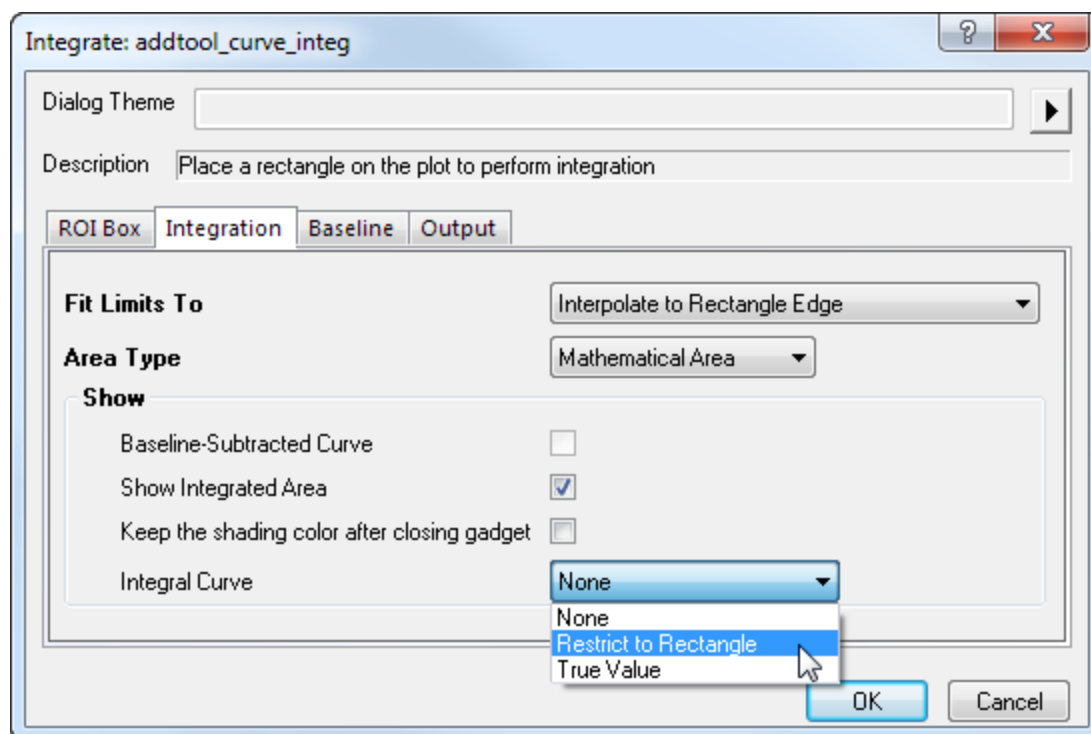 Integrate: addtool_curve_integ
Dialog Theme
Description Place a rectangle on the plot to perform integration
ROI Box Integration Baseline Output
Fit Limits To Interpolate to Rectangle Edge
Area Type Mathematical Area
Show
Baseline-Subtracted Curve
Show Integrated Area
Keep the shading color after closing gadget
Integral Curve None
None
Restrict to Rectangle
True Value
OK Cancel